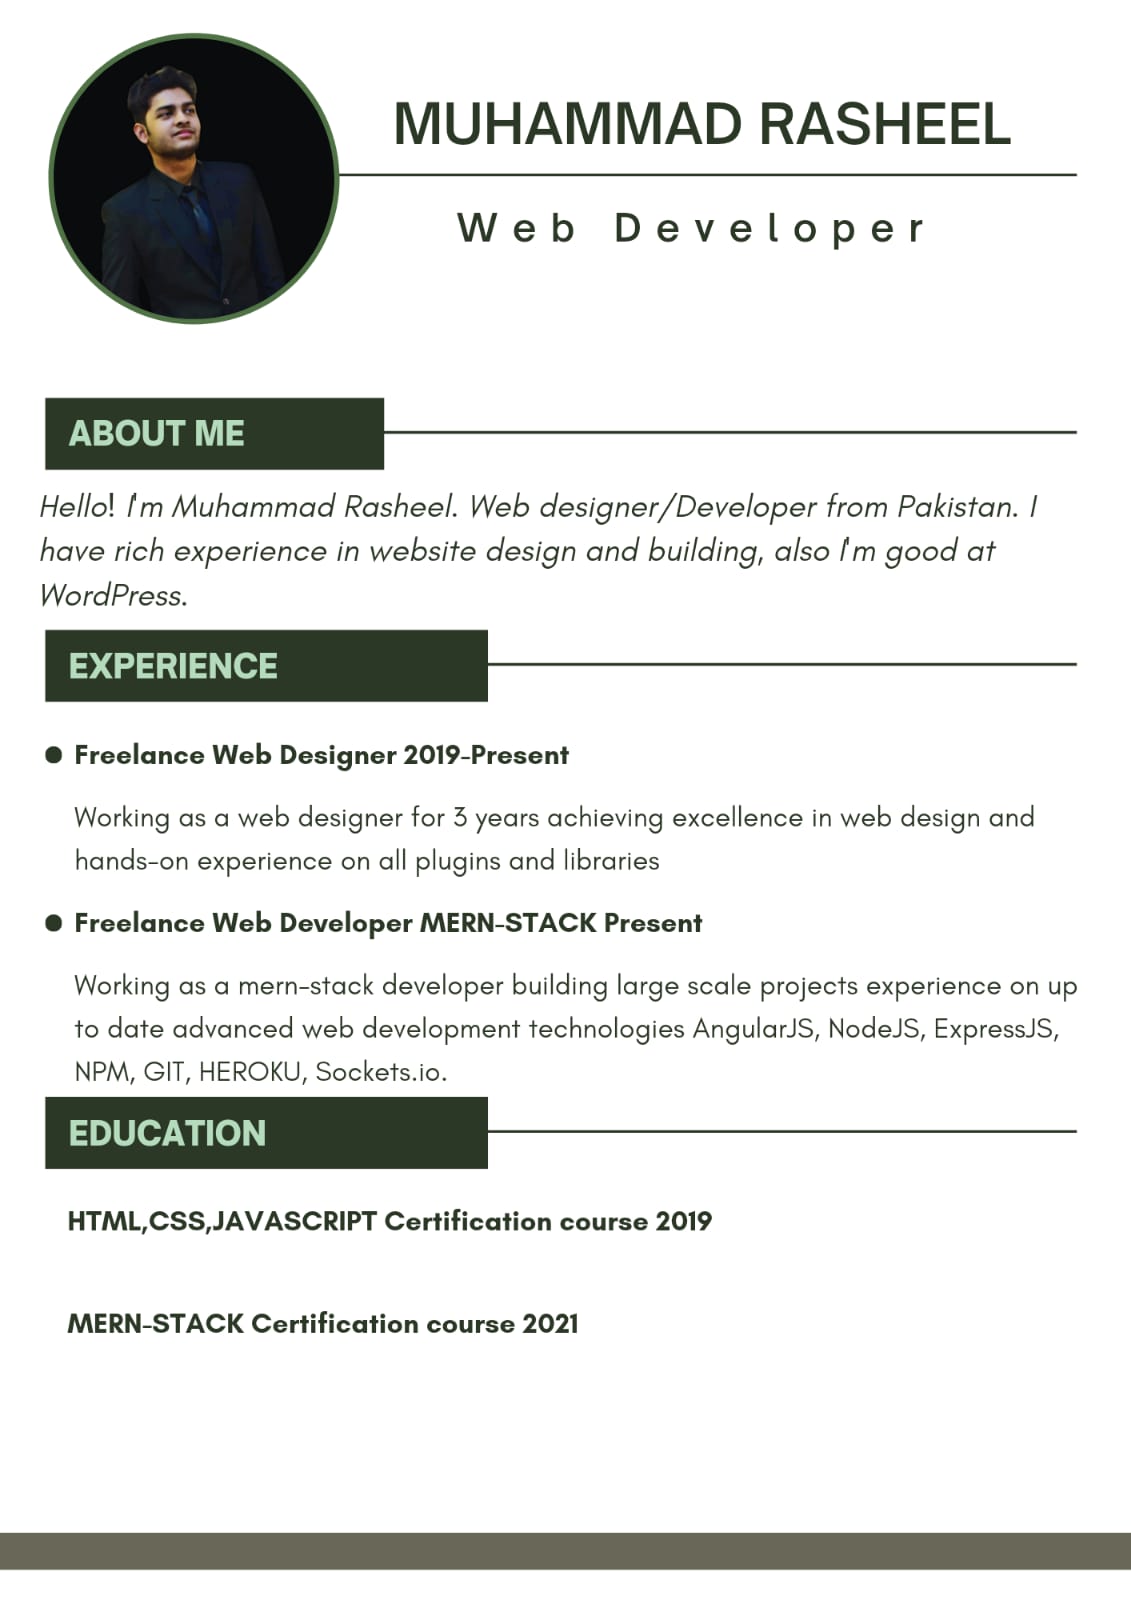 MUHAMMAD RASHEEL
Web Developer
ABOUT ME
Hello! I'm Muhammad Rasheel. Web designer/Developer from Pakistan. I
have rich experience in website design and building, also I'm good at
WordPress.
EXPERIENCE
● Freelance Web Designer 2019-Present
Working as a web designer for 3 years achieving excellence in web design and
hands-on experience on all plugins and libraries
● Freelance Web Developer MERN-STACK Present
Working as a mern-stack developer building large scale projects experience on up
to date advanced web development technologies AngularJS, NodeJS, ExpressJS,
NPM, GIT, HEROKU, Sockets.io.
EDUCATION
HTML,CSS,JAVASCRIPT Certification course 2019
MERN-STACK Certification course 2021